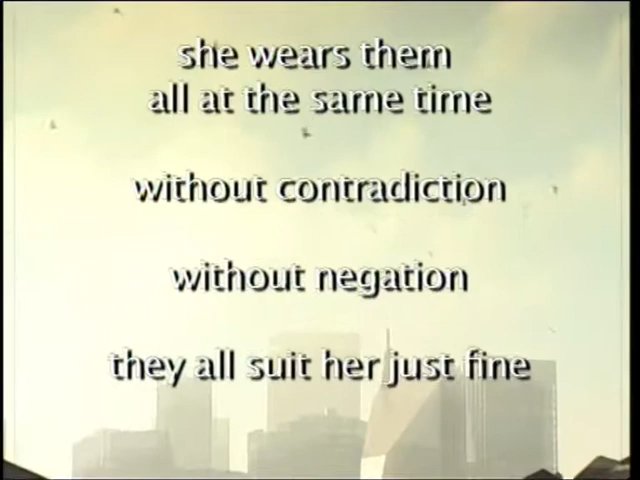 she wears them
all at the same time
without contradiction
without negation
they all suit her just fine